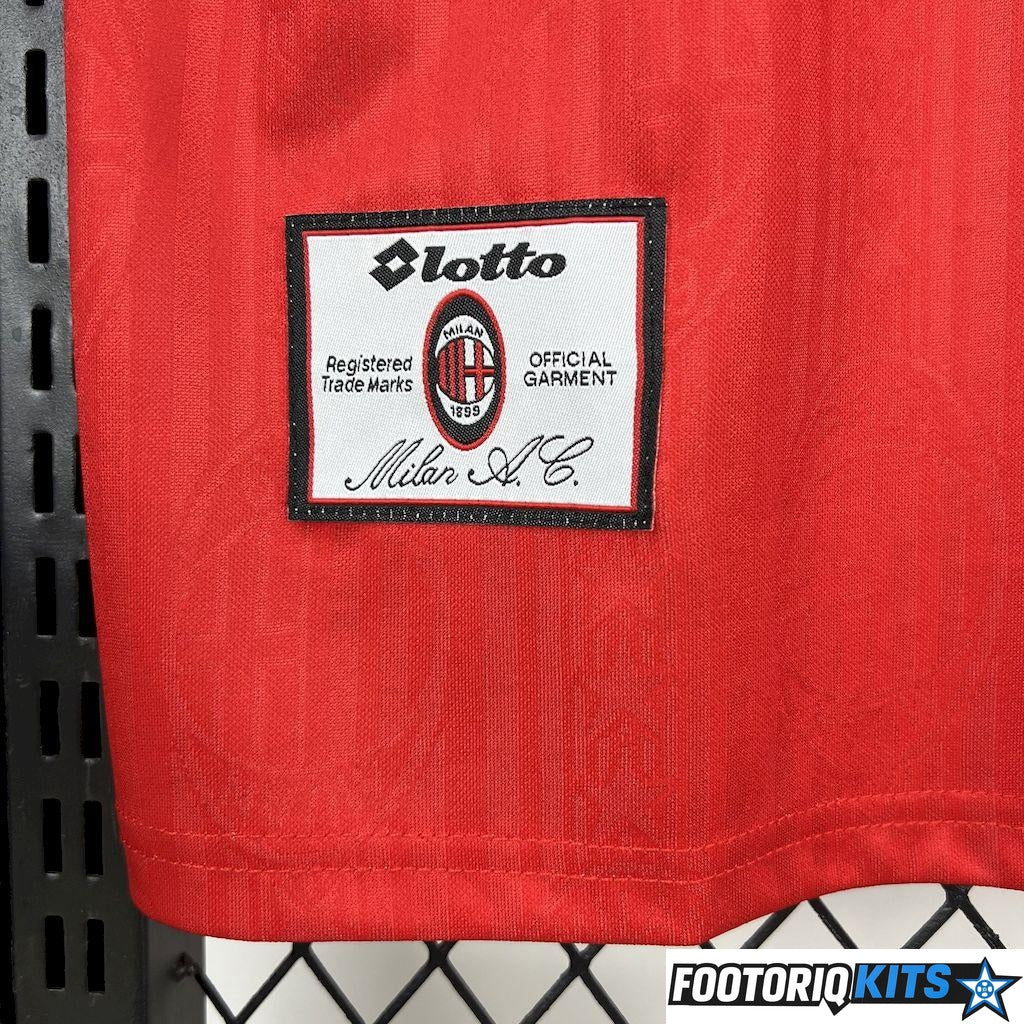 lotto
MILAN
Registered
Trade Marks
OFFICIAL
GARMENT
1899
Milan A.C.
FOOTORIQKITS